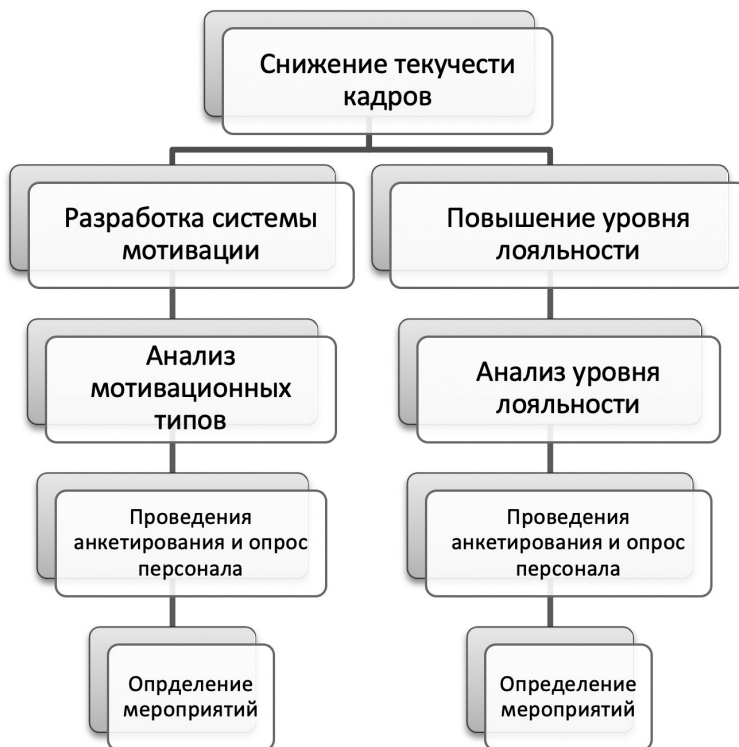 Снижение текучести
кадров
Разработка системы
мотивации
Повышение уровня
лояльности
Анализ
мотивационных
типов
Анализ уровня
лояльности
Проведения
анкетирования и опрос
персонала
Проведения
анкетирования и опрос
персонала
Опрделение
мероприятий
Определение
мероприятий